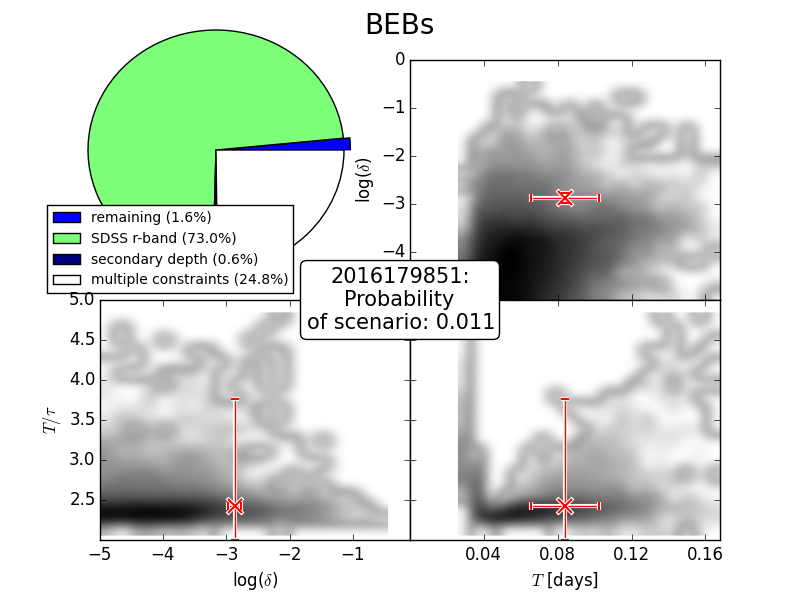 BEBs
remaining (1.6%)
SDSS r-band (73.0%)
secondary depth (0.6%)
multiple constraints (24.8%)
0
−1
−2
−3
−4
log(δ)
2016179851:
Probability
of scenario: 0.011
5.0
4.5
4.0
3.5
3.0
2.5
T/τ
−5 −4 −3 −2 −1
log(δ)
0.04 0.08 0.12 0.16
T [days]